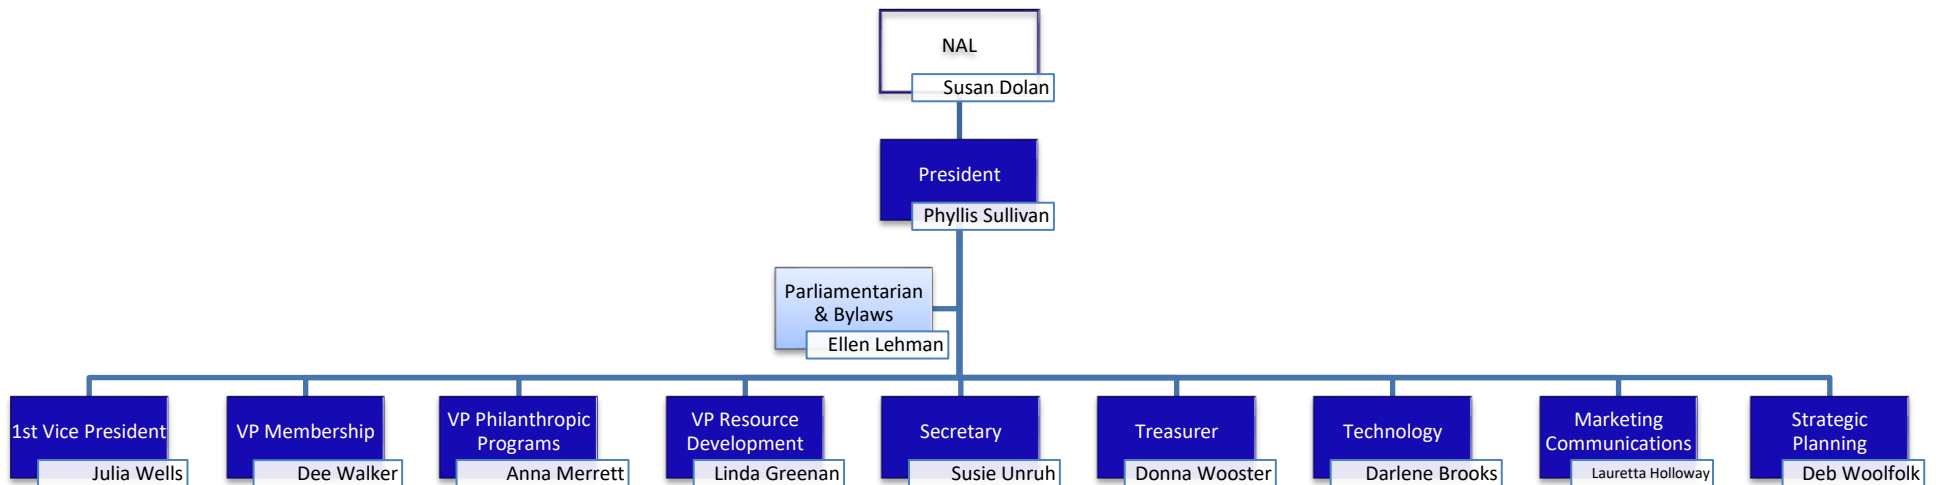 NAL
Susan Dolan
President
Phyllis Sullivan
Parliamentarian
& Bylaws
Ellen Lehman
1st Vice President
Julia Wells
VP Membership
Dee Walker
VP Philanthropic
Programs
Anna Merrett
VP Resource
Development
Linda Greenan
Secretary
Susie Unruh
Treasurer
Donna Wooster
Technology
Darlene Brooks
Marketing
Communications
Lauretta Holloway
Strategic
Planning
Deb Woolfolk